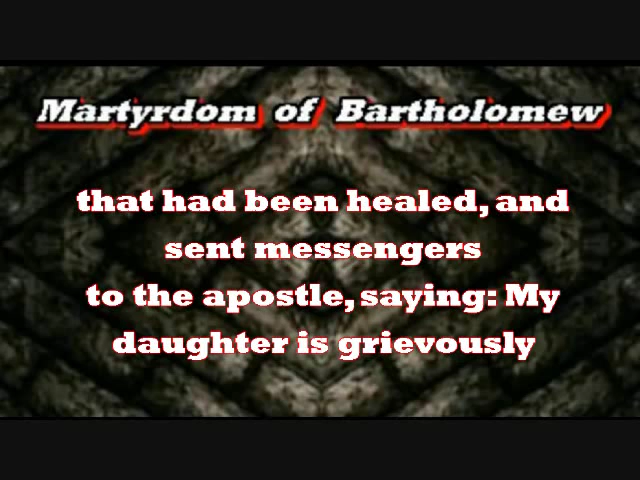 Martyrdom of Bartholomew
that had been healed, and
sent messengers
to the apostle, saying: My
daughter is grievously